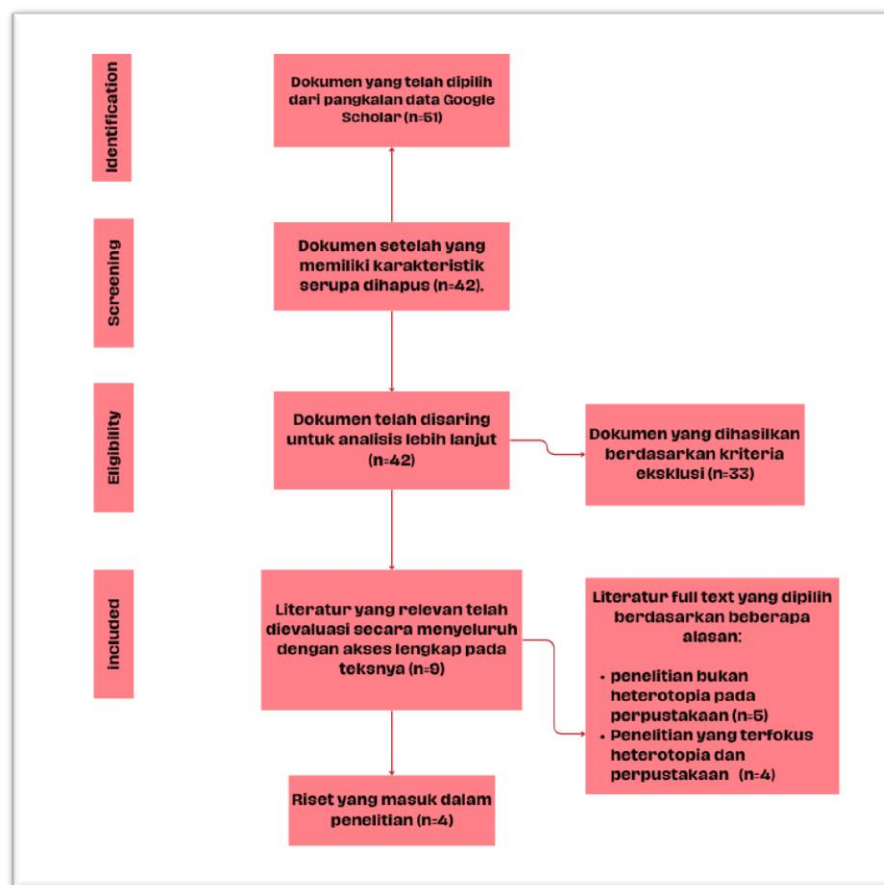 Identification
Dokumen yang telah dipilih
dari pangkalan data Google
Scholar (n=51)
Screening
Dokumen setelah yang
memiliki karakteristik
serupa dihapus (n=42).
Eligibility
Dokumen telah disaring
untuk analisis lebih lanjut
(n=42)
Dokumen yang dihasilkan
berdasarkan kriteria
eksklusi (n=33)
included
Literatur yang relevan telah
dievaluasi secara menyeluruh
dengan akses lengkap pada
teksnya (n=9)
Literatur full text yang dipilih
berdasarkan beberapa
alasan:
• penelitian bukan
heterotopia pada
perpustakaan (n=5)
• Penelitian yang terfokus
heterotopia dan
perpustakaan (n=4)
Riset yang masuk dalam
penelitian (n=4)